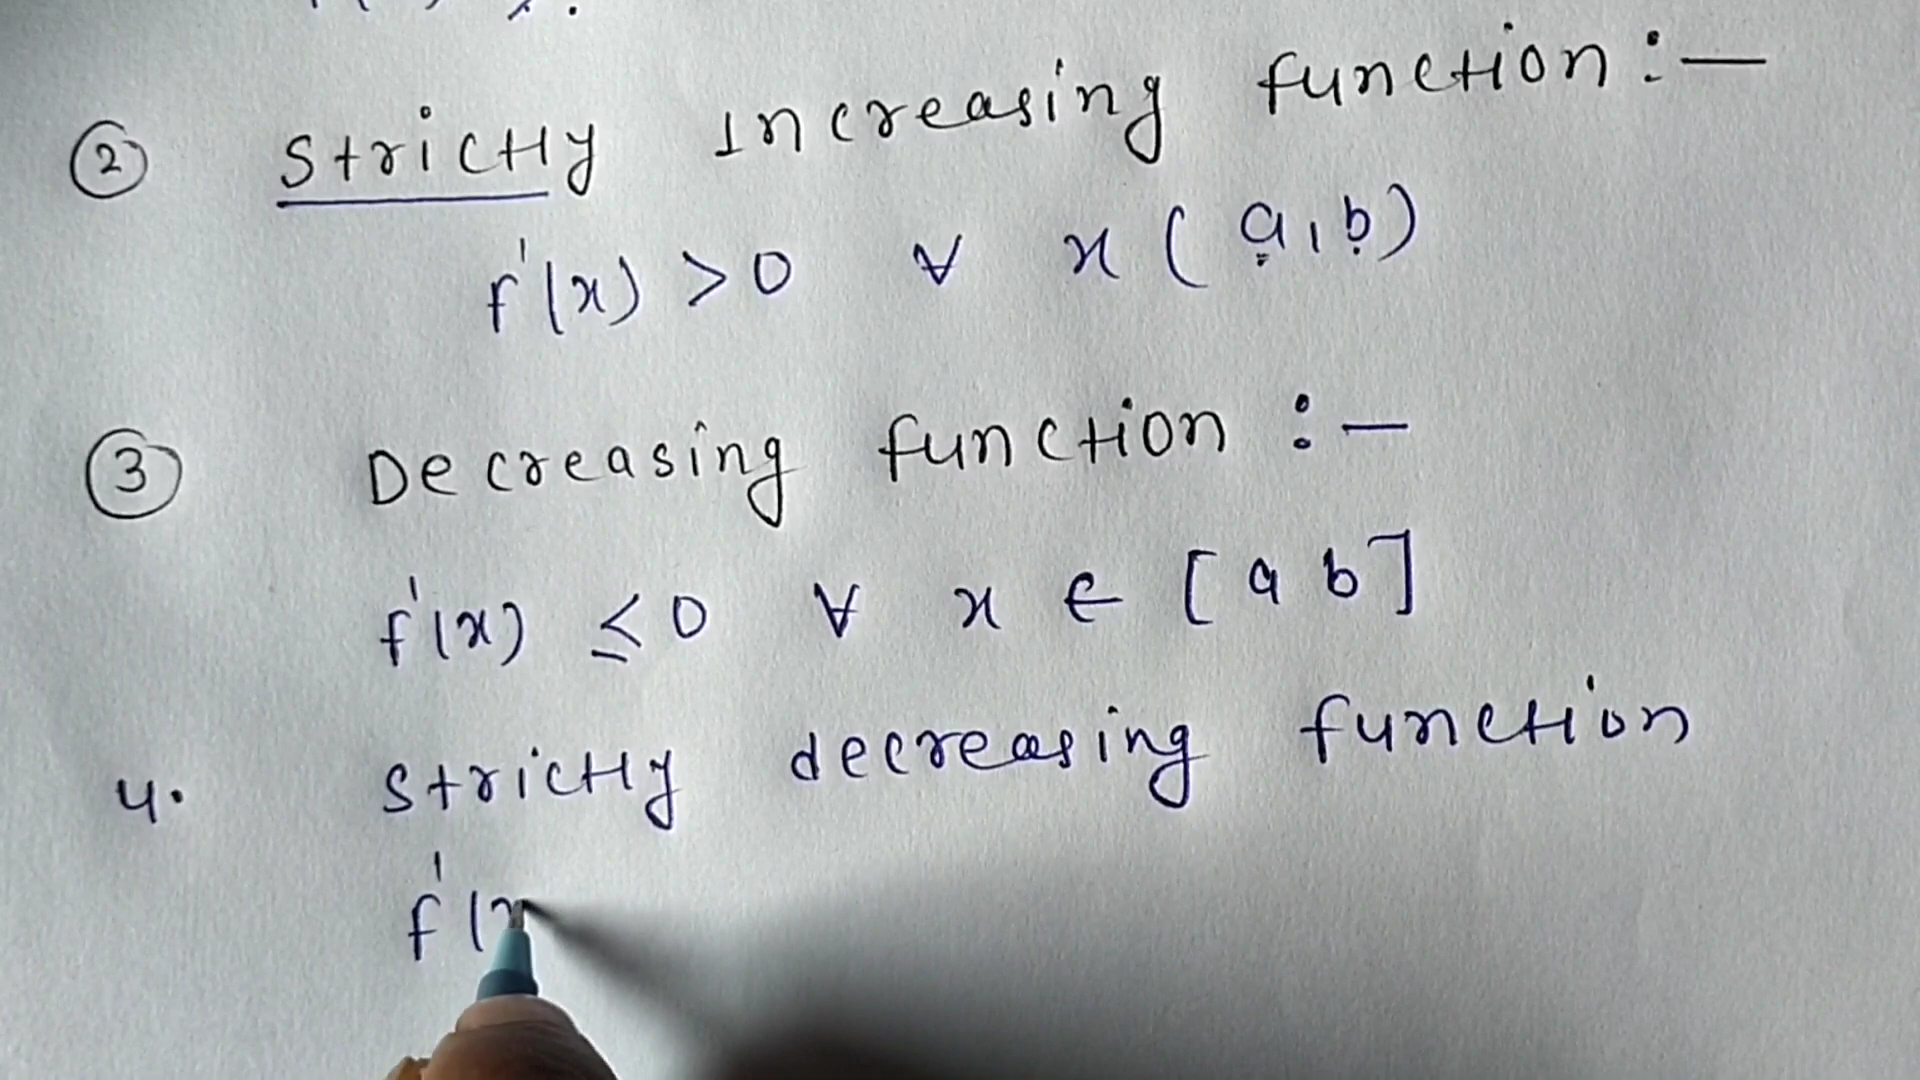 ② Strictly Increasing function :-
f'(x) > 0 ∀ x ( a, b)
③ Decreasing function :-
f'(x) ≤ 0 ∀ x ∈ [a b]
4. strictly decreasing function
f'(x